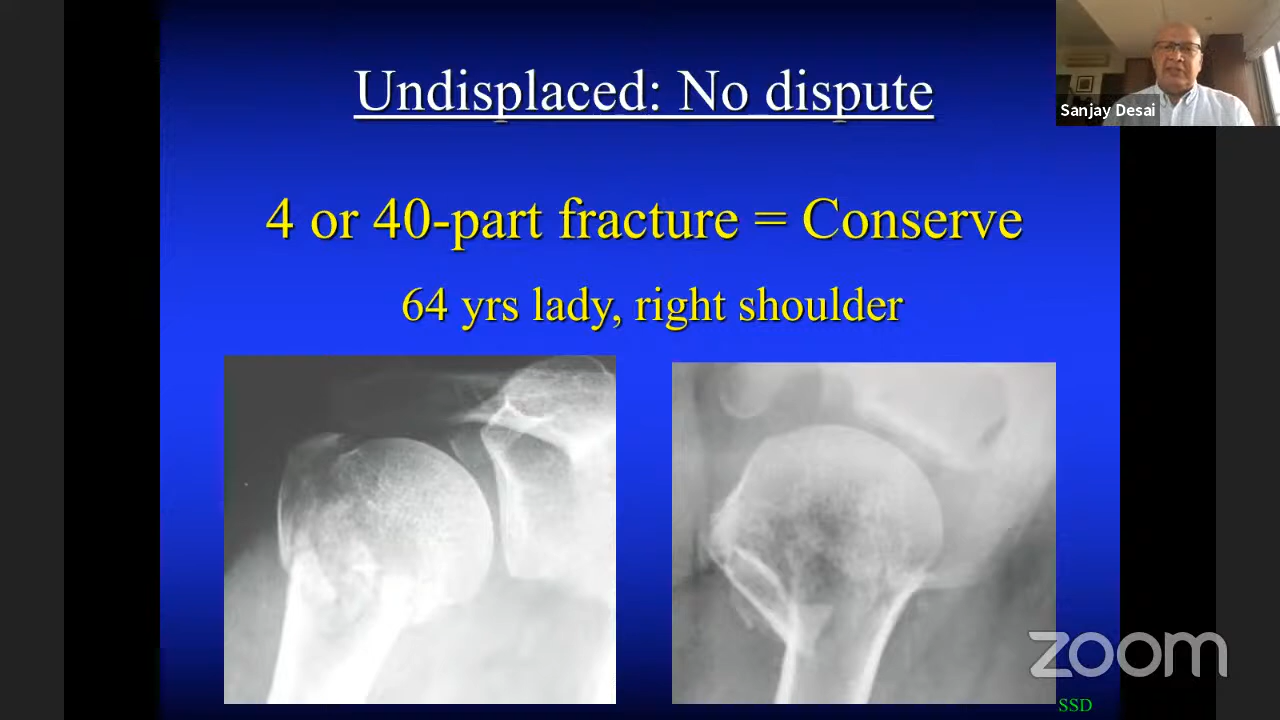 Undisplaced: No dispute
Sanjay Desai
4 or 40-part fracture = Conserve
64 yrs lady, right shoulder
zoom
SSD